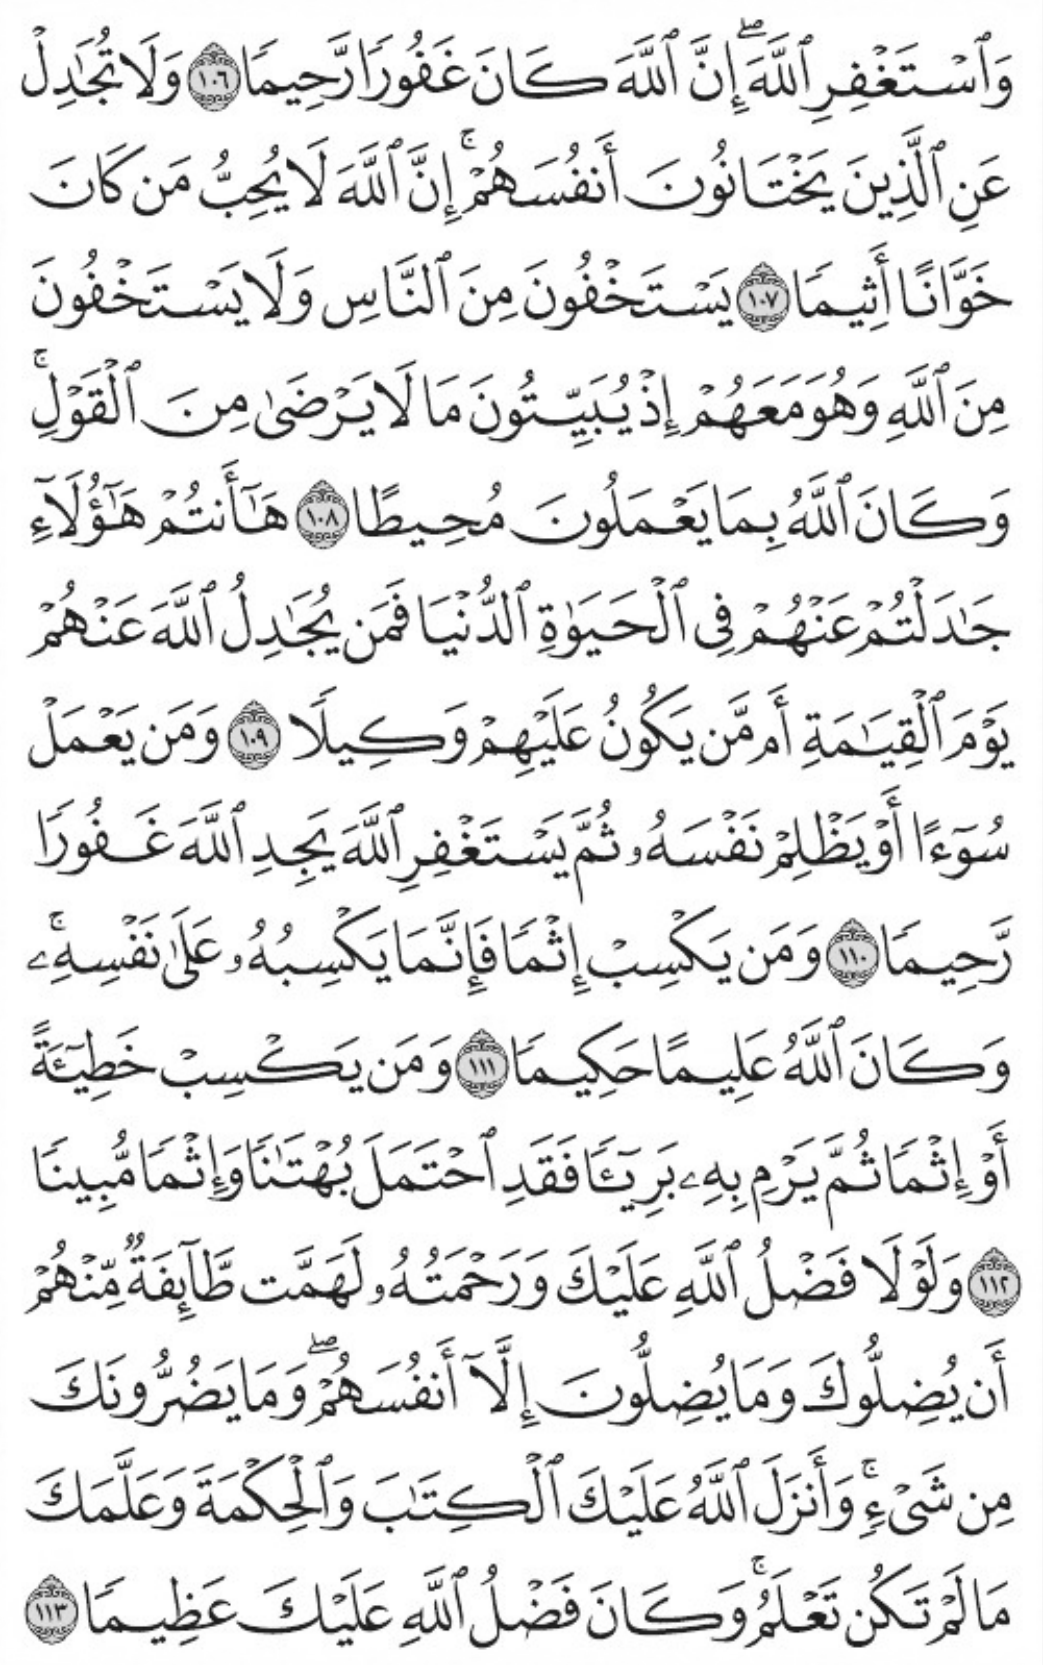 وَٱسۡتَغۡفِرِ ٱللَّهَۖ إِنَّ ٱللَّهَ كَانَ غَفُورٗا رَّحِيمٗا ١٠٦ وَلَا تُجَٰدِلۡ
عَنِ ٱلَّذِينَ يَخۡتَانُونَ أَنفُسَهُمۡۚ إِنَّ ٱللَّهَ لَا يُحِبُّ مَن كَانَ
خَوَّانًا أَثِيمٗا ١٠٧ يَسۡتَخۡفُونَ مِنَ ٱلنَّاسِ وَلَا يَسۡتَخۡفُونَ
مِنَ ٱللَّهِ وَهُوَ مَعَهُمۡ إِذۡ يُبَيِّتُونَ مَا لَا يَرۡضَىٰ مِنَ ٱلۡقَوۡلِۚ
وَكَانَ ٱللَّهُ بِمَا يَعۡمَلُونَ مُحِيطًا ١٠٨ هَٰٓأَنتُمۡ هَٰٓؤُلَآءِ
جَٰدَلۡتُمۡ عَنۡهُمۡ فِي ٱلۡحَيَوٰةِ ٱلدُّنۡيَا فَمَن يُجَٰدِلُ ٱللَّهَ عَنۡهُمۡ
يَوۡمَ ٱلۡقِيَٰمَةِ أَم مَّن يَكُونُ عَلَيۡهِمۡ وَكِيلٗا ١٠٩ وَمَن يَعۡمَلۡ
سُوٓءًا أَوۡ يَظۡلِمۡ نَفۡسَهُۥ ثُمَّ يَسۡتَغۡفِرِ ٱللَّهَ يَجِدِ ٱللَّهَ غَفُورٗا
رَّحِيمٗا ١١٠ وَمَن يَكۡسِبۡ إِثۡمٗا فَإِنَّمَا يَكۡسِبُهُۥ عَلَىٰ نَفۡسِهِۦۚ
وَكَانَ ٱللَّهُ عَلِيمًا حَكِيمٗا ١١١ وَمَن يَكۡسِبۡ خَطِيٓـَٔةً
أَوۡ إِثۡمٗا ثُمَّ يَرۡمِ بِهِۦ بَرِيٓـٔٗا فَقَدِ ٱحۡتَمَلَ بُهۡتَٰنٗا وَإِثۡمٗا مُّبِينٗا
١١٢ وَلَوۡلَا فَضۡلُ ٱللَّهِ عَلَيۡكَ وَرَحۡمَتُهُۥ لَهَمَّت طَّآئِفَةٞ مِّنۡهُمۡ
أَن يُضِلُّوكَ وَمَا يُضِلُّونَ إِلَّآ أَنفُسَهُمۡۖ وَمَا يَضُرُّونَكَ
مِن شَيۡءٖۚ وَأَنزَلَ ٱللَّهُ عَلَيۡكَ ٱلۡكِتَٰبَ وَٱلۡحِكۡمَةَ وَعَلَّمَكَ
مَا لَمۡ تَكُن تَعۡلَمُۚ وَكَانَ فَضۡلُ ٱللَّهِ عَلَيۡكَ عَظِيمٗا ١١٣